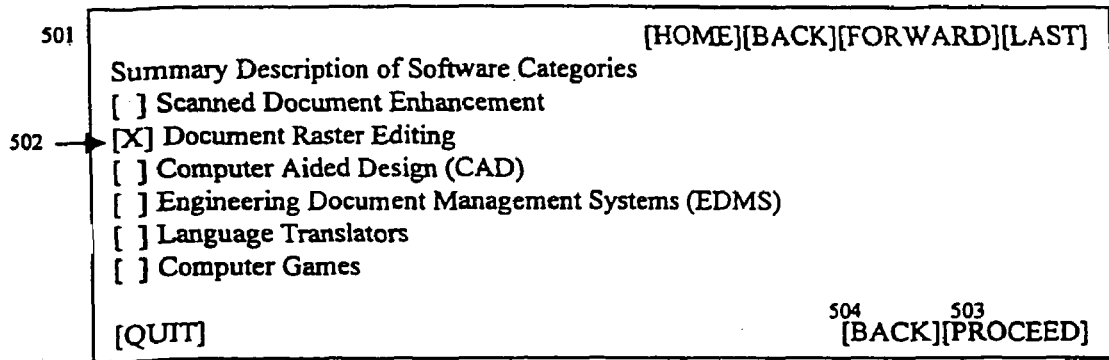 501 [HOME][BACK][FORWARD][LAST]
Summary Description of Software Categories
[ ] Scanned Document Enhancement
502 [X] Document Raster Editing
[ ] Computer Aided Design (CAD)
[ ] Engineering Document Management Systems (EDMS)
[ ] Language Translators
[ ] Computer Games
504 503
[QUIT] [BACK][PROCEED]